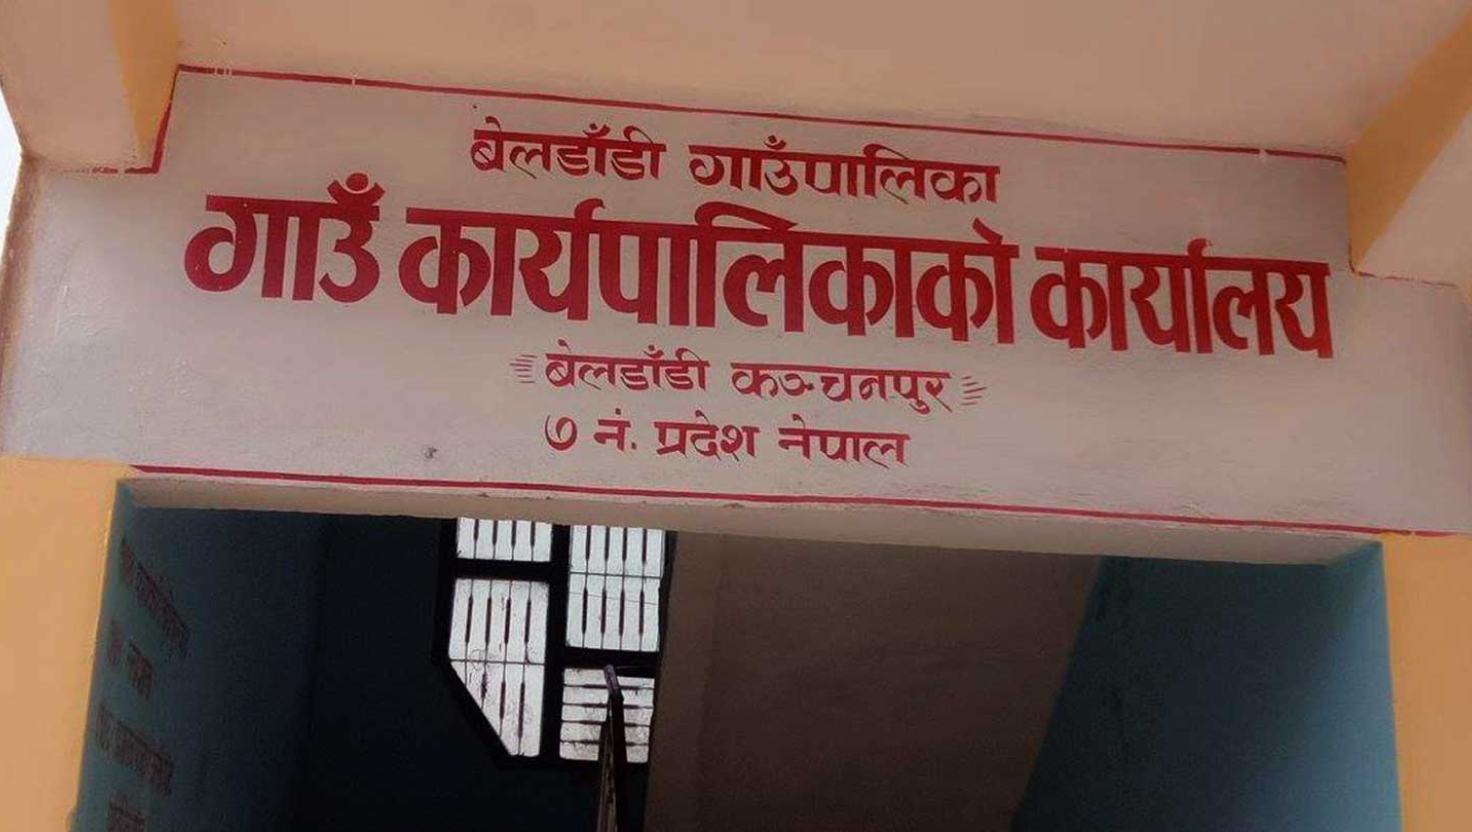 बेलडाँडी गाउँपालिका
गाउँ कार्यपालिकाको कार्यालय
बेलडाँडी कञ्चनपुर
७ नं. प्रदेश नेपाल